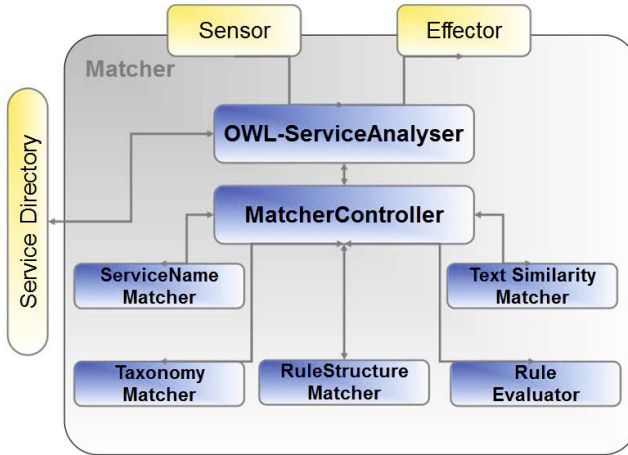 Sensor
Effector
Matcher
Service Directory
OWL-ServiceAnalyser
MatcherController
ServiceName
Matcher
Text Similarity
Matcher
Taxonomy
Matcher
RuleStructure
Matcher
Rule
Evaluator